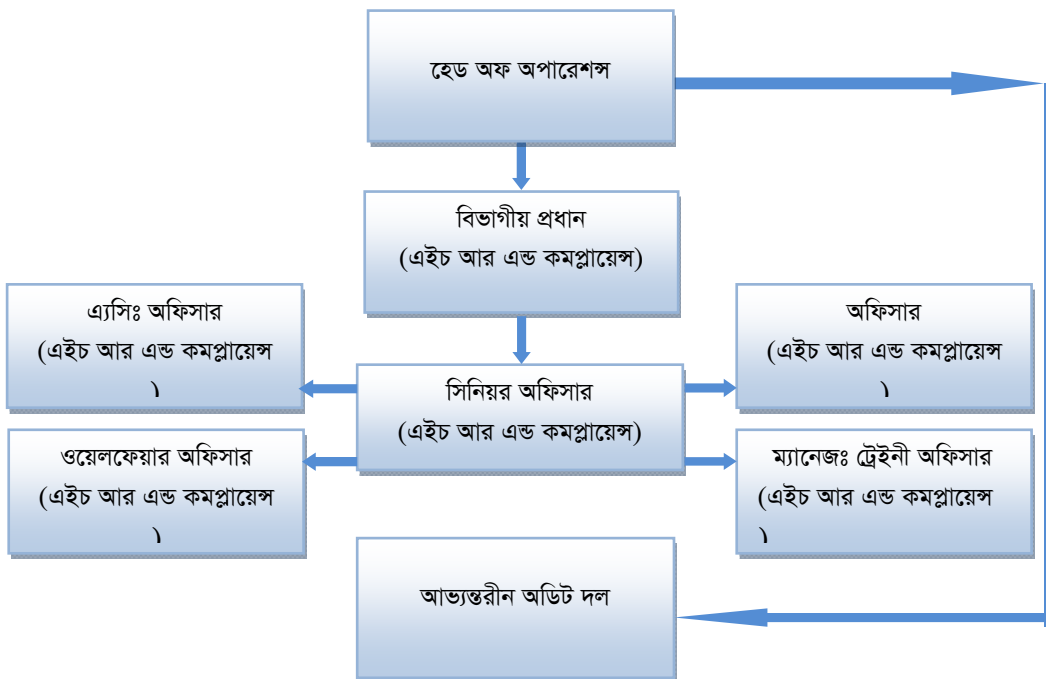 হেড অফ অপারেশন্স
বিভাগীয় প্রধান
(এইচ আর এন্ড কমপ্লায়েন্স)
এ্যসিঃ অফিসার
(এইচ আর এন্ড কমপ্লায়েন্স
)
অফিসার
(এইচ আর এন্ড কমপ্লায়েন্স
)
সিনিয়র অফিসার
(এইচ আর এন্ড কমপ্লায়েন্স)
ওয়েলফেয়ার অফিসার
(এইচ আর এন্ড কমপ্লায়েন্স
)
ম্যানেজঃ ট্রেইনী অফিসার
(এইচ আর এন্ড কমপ্লায়েন্স
)
আভ্যন্তরীন অডিট দল